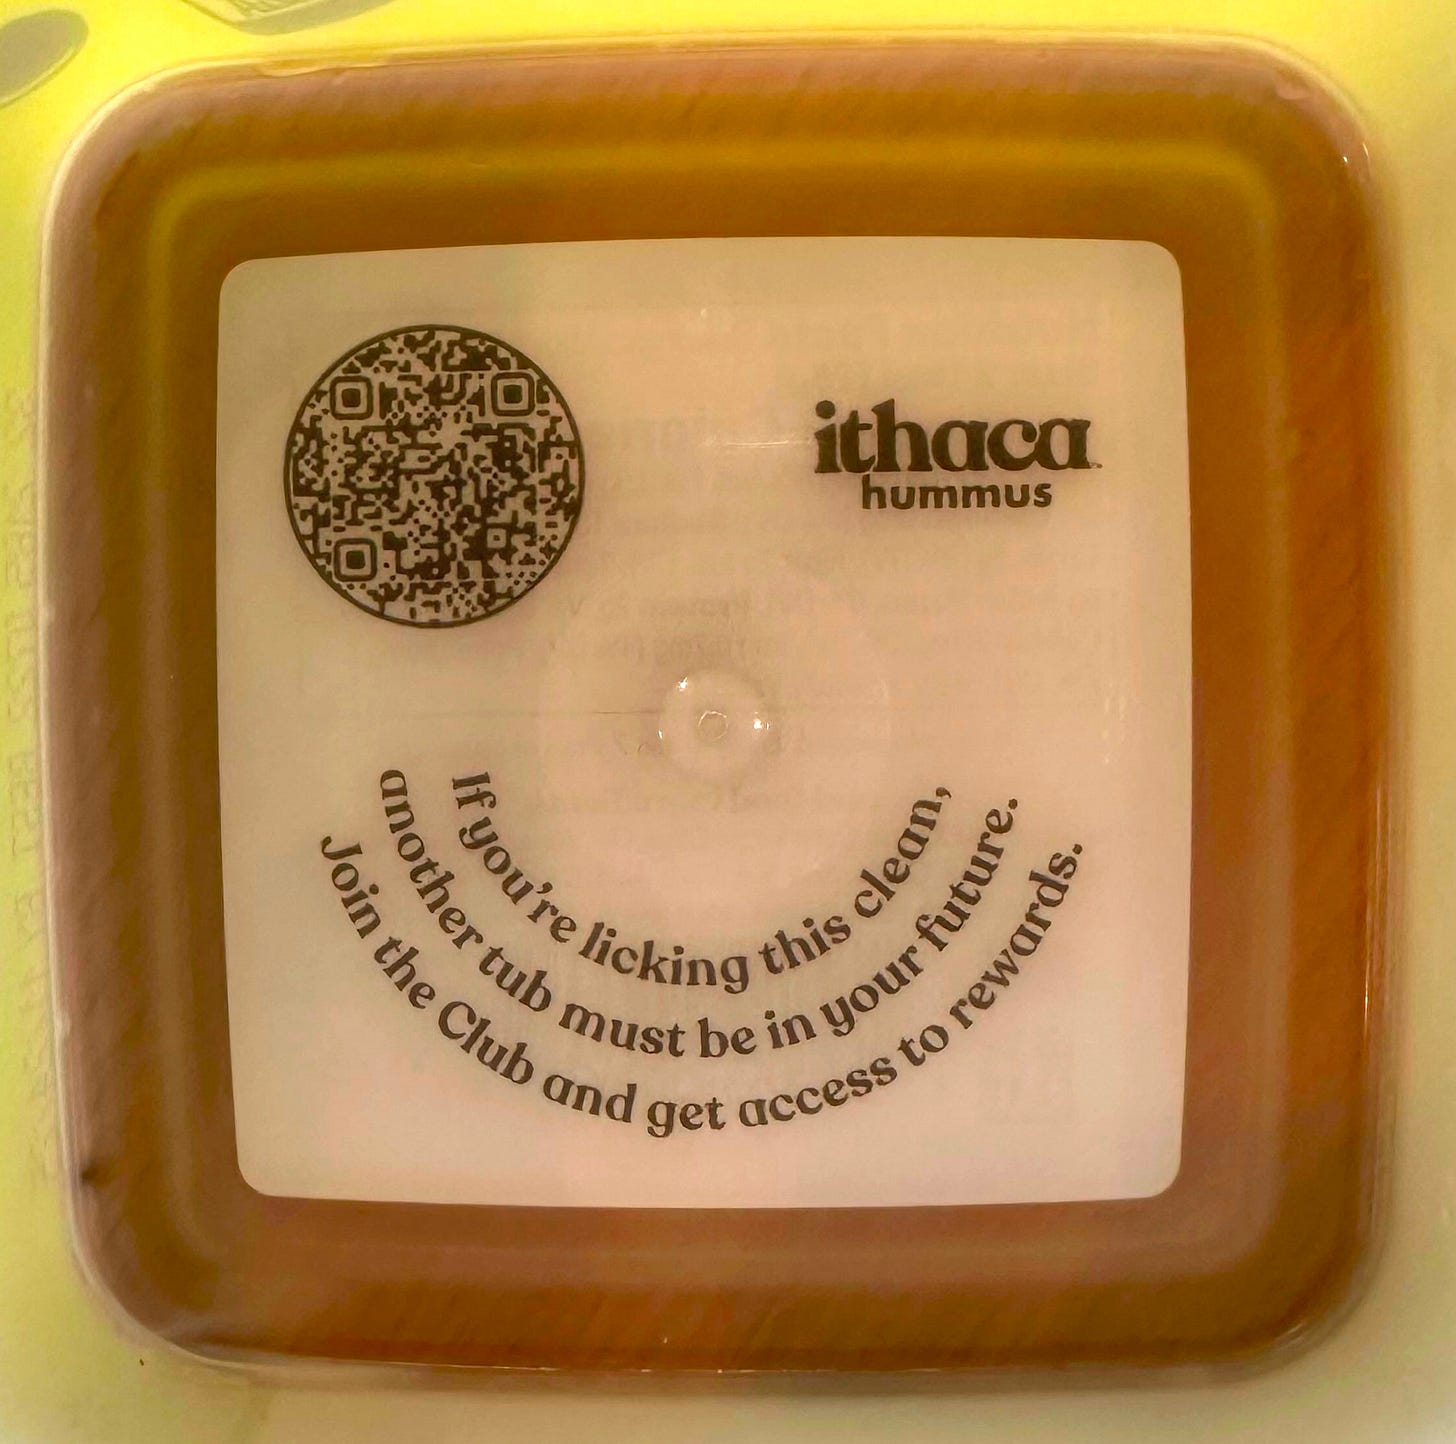 ithaca
hummus
If you're licking this clean,
another tub must be in your future.
Join the Club and get access to rewards.